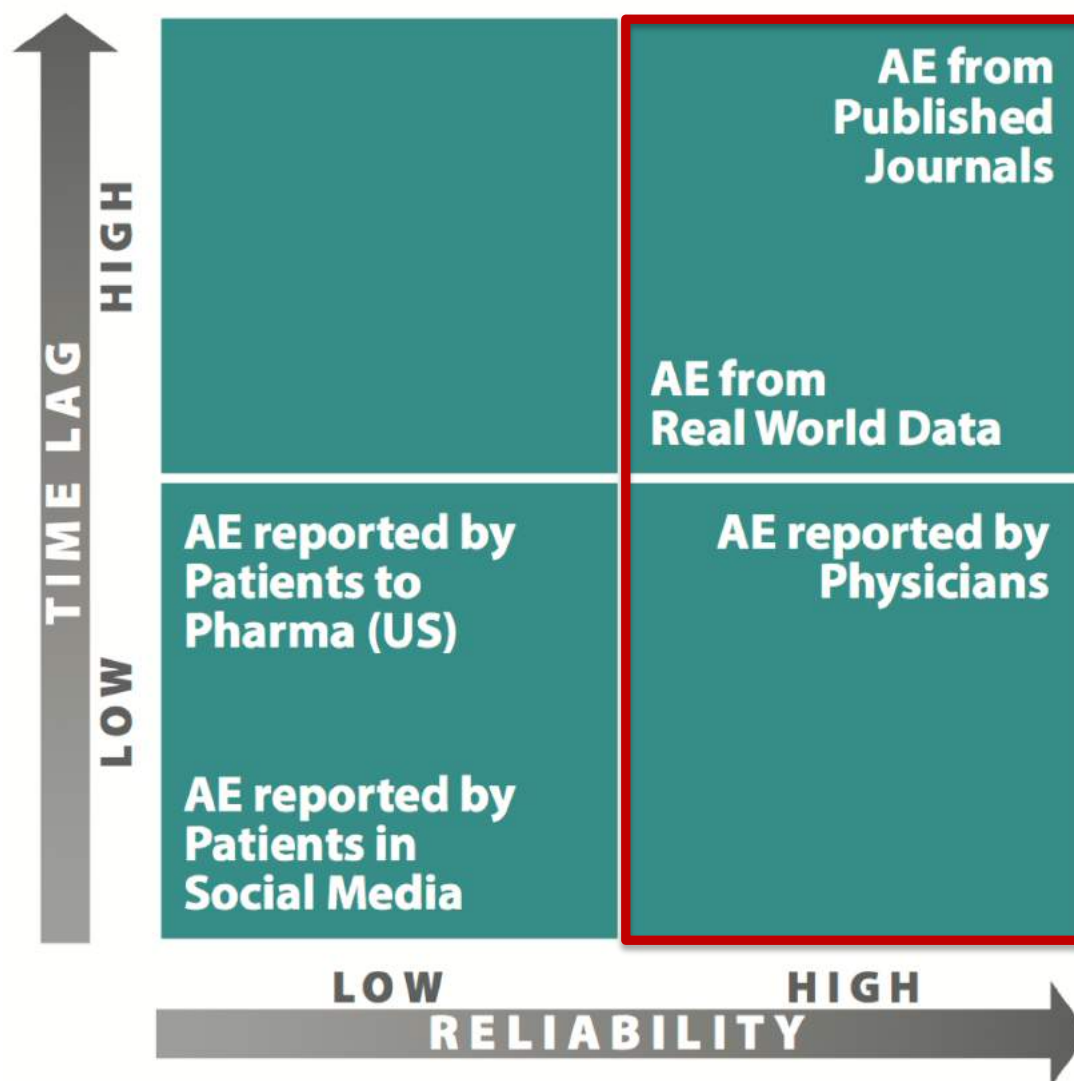 AE from
Published
Journals
AE from
Real World Data
AE reported by
Patients to
Pharma (US)
AE reported by
Physicians
AE reported by
Patients in
Social Media
TIME LAG
HIGH
LOW
LOW
HIGH
RELIABILITY